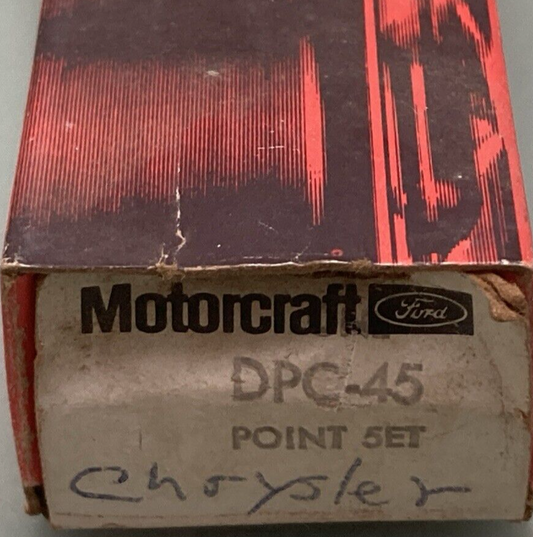 Motorcraft Ford
DPC-45
POINT SET
Chrysler